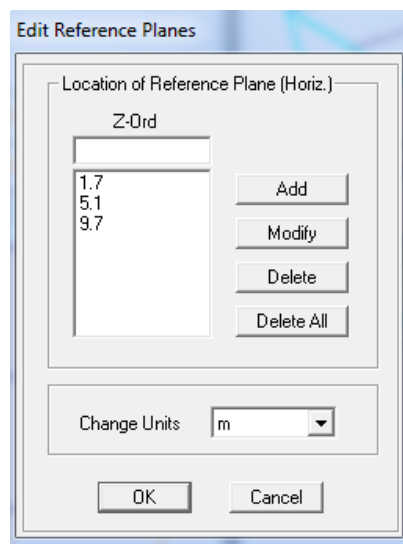 Edit Reference Planes
Location of Reference Plane (Horiz.)
Z-Ord
1.7
5.1
9.7
Add
Modify
Delete
Delete All
Change Units
m
OK
Cancel